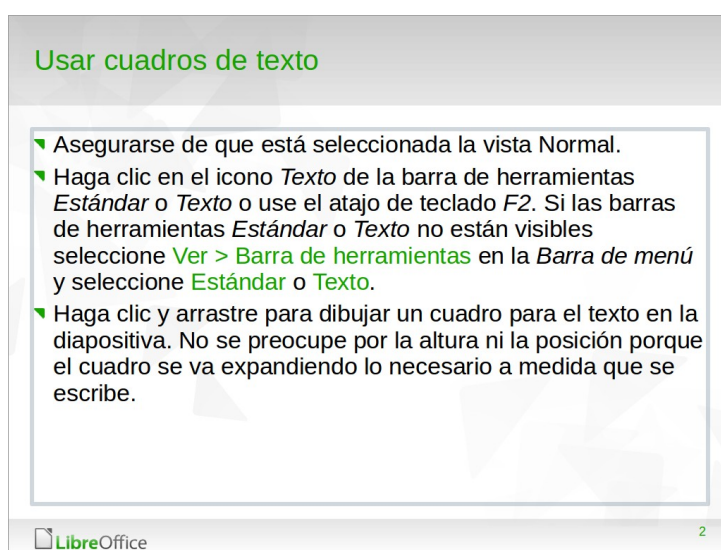 Usar cuadros de texto
Asegurarse de que está seleccionada la vista Normal.
Haga clic en el icono Texto de la barra de herramientas
Estándar o Texto o use el atajo de teclado F2. Si las barras
de herramientas Estándar o Texto no están visibles
seleccione Ver > Barra de herramientas en la Barra de menú
y seleccione Estándar o Texto.
Haga clic y arrastre para dibujar un cuadro para el texto en la
diapositiva. No se preocupe por la altura ni la posición porque
el cuadro se va expandiendo lo necesario a medida que se
escribe.
LibreOffice
2